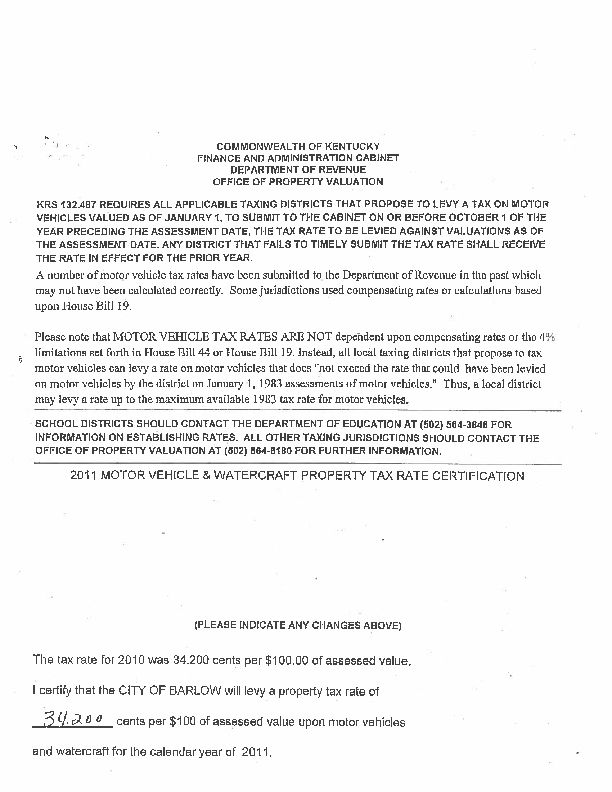 COMMONWEALTH OF KENTUCKY
FINANCE AND ADMINISTRATION CABINET
DEPARTMENT OF REVENUE
OFFICE OF PROPERTY VALUATION
KRS 132.487 REQUIRES ALL APPLICABLE TAXING DISTRICTS THAT PROPOSE TO LEVY A TAX ON MOTOR
VEHICLES VALUED AS OF JANUARY 1, TO SUBMIT TO THE CABINET ON OR BEFORE OCTOBER 1 OF THE
YEAR PRECEDING THE ASSESSMENT DATE, THE TAX RATE TO BE LEVIED AGAINST VALUATIONS AS OF
THE ASSESSMENT DATE. ANY DISTRICT THAT FAILS TO TIMELY SUBMIT THE TAX RATE SHALL RECEIVE
THE RATE IN EFFECT FOR THE PRIOR YEAR.
A number of motor vehicle tax rates have been submitted to the Department of Revenue in the past which
may not have been calculated correctly. Some jurisdictions used compensating rates or calculations based
upon House Bill 19.
Please note that MOTOR VEHICLE TAX RATES ARE NOT dependent upon compensating rates or the 4%
limitations set forth in House Bill 44 or House Bill 19. Instead, all local taxing districts that propose to tax
motor vehicles can levy a rate on motor vehicles that does "not exceed the rate that could have been levied
on motor vehicles by the district on January 1, 1983 assessments of motor vehicles." Thus, a local district
may levy a rate up to the maximum available 1983 tax rate for motor vehicles.
SCHOOL DISTRICTS SHOULD CONTACT THE DEPARTMENT OF EDUCATION AT (502) 564-3846 FOR
INFORMATION ON ESTABLISHING RATES. ALL OTHER TAXING JURISDICTIONS SHOULD CONTACT THE
OFFICE OF PROPERTY VALUATION AT (502) 564-8180 FOR FURTHER INFORMATION.
2011 MOTOR VEHICLE & WATERCRAFT PROPERTY TAX RATE CERTIFICATION
(PLEASE INDICATE ANY CHANGES ABOVE)
The tax rate for 2010 was 34.200 cents per $100.00 of assessed value.
I certify that the CITY OF BARLOW will levy a property tax rate of
34.200 cents per $100 of assessed value upon motor vehicles
and watercraft for the calendar year of 2011.